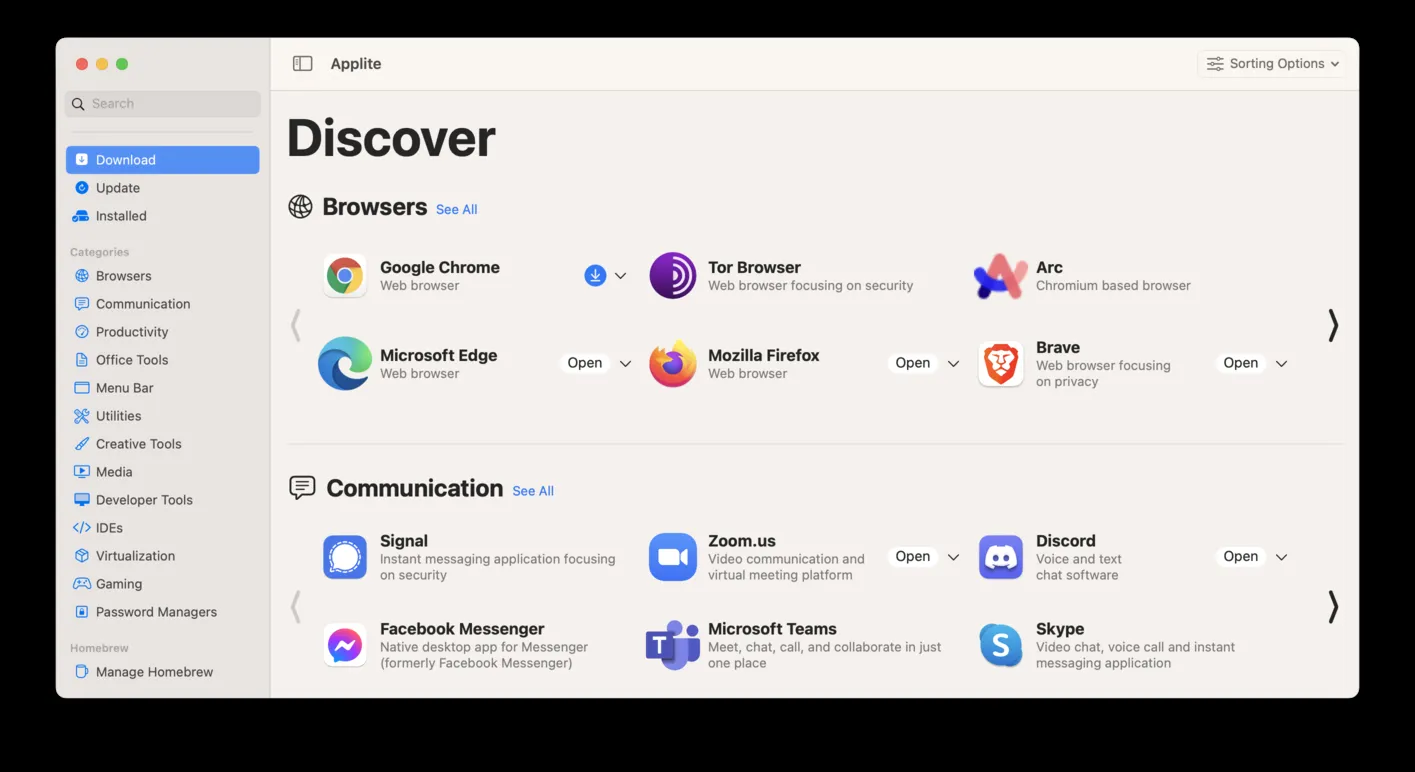 Applite
Sorting Options
Search
Download
Update
Installed
Categories
Browsers
Communication
Productivity
Office Tools
Menu Bar
Utilities
Creative Tools
Media
Developer Tools
IDEs
Virtualization
Gaming
Password Managers
Homebrew
Manage Homebrew
Discover
Browsers See All
Google Chrome
Web browser
Tor Browser
Web browser focusing on security
Arc
Chromium based browser
Microsoft Edge
Web browser
Open
Mozilla Firefox
Web browser
Open
Brave
Web browser focusing
on privacy
Open
Communication See All
Signal
Instant messaging application focusing
on security
Zoom.us
Video communication and
virtual meeting platform
Open
Discord
Voice and text
chat software
Open
Facebook Messenger
Native desktop app for Messenger
(formerly Facebook Messenger)
T
Microsoft Teams
Meet, chat, call, and collaborate in just
one place
S
Skype
Video chat, voice call and instant
messaging application